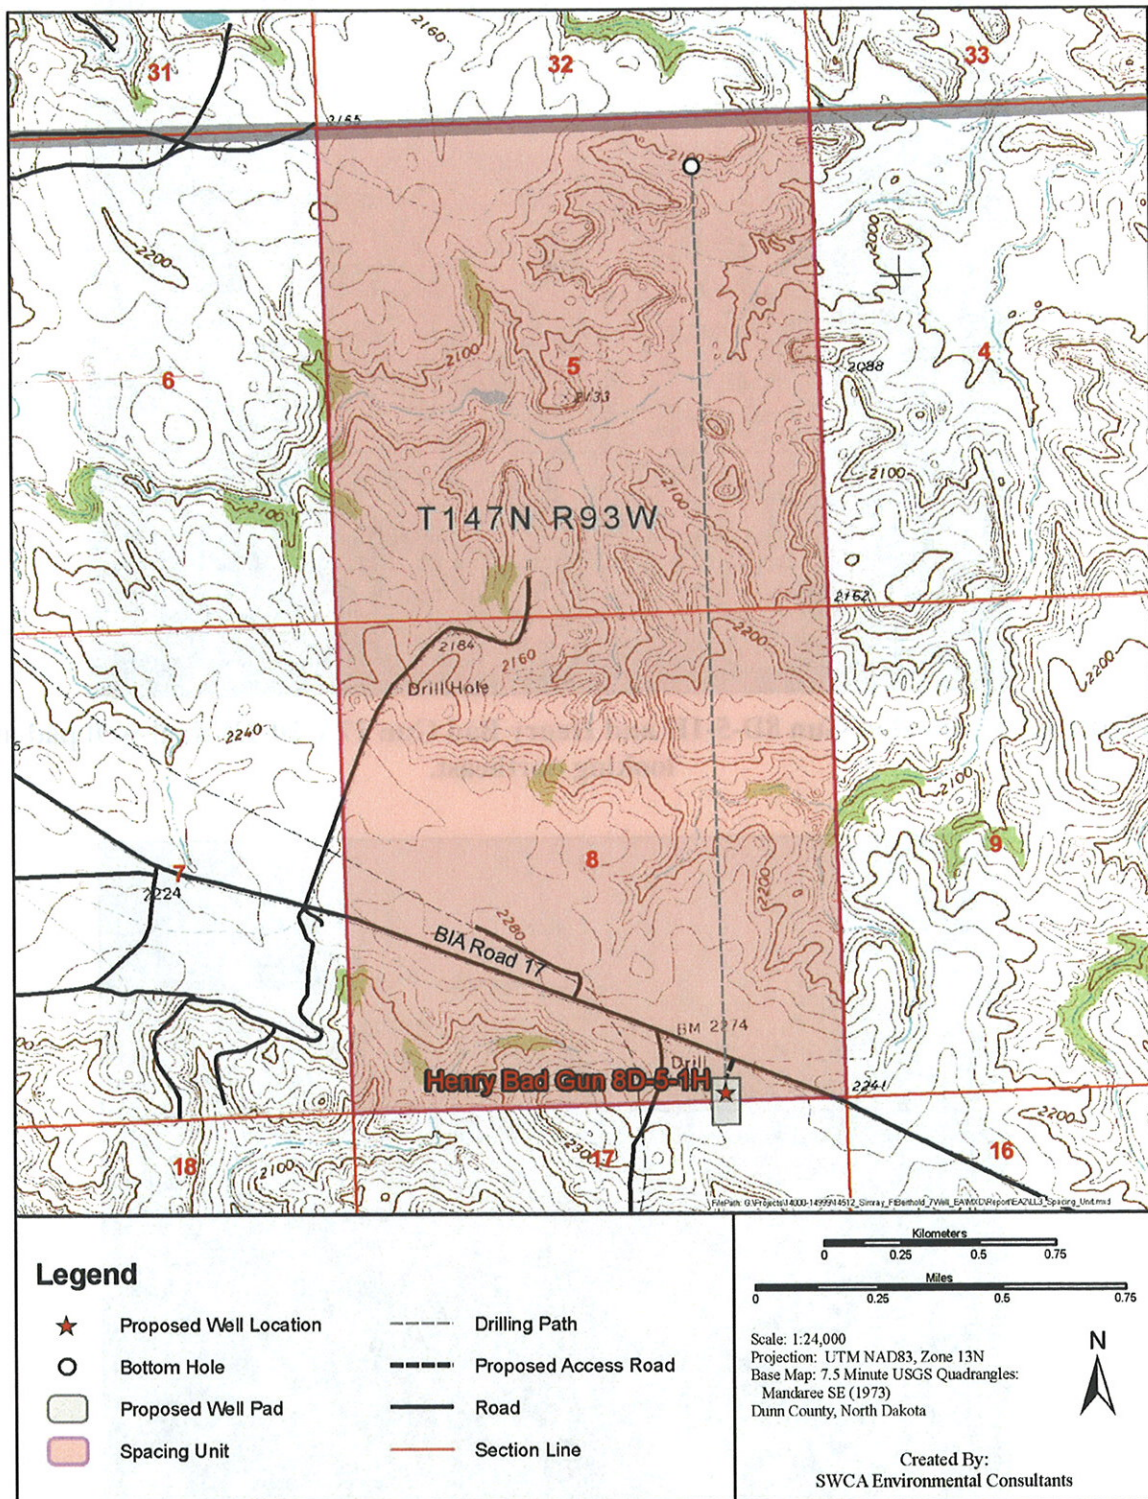 31
2160
32
33
2165
2160
2000
2200
2100
5
4
6
2088
2133
2100
2100
2100
T147N R93W
2162
2200
2184
2160
2200
Drill Hole
2240
2100
7
8
9
2224
2200
2280
BIA Road 17
BM 2274
Drill
Henry Bad Gun 8D-5-1H
2241
2200
17
16
18
2100
Legend
Proposed Well Location
Bottom Hole
Proposed Well Pad
Spacing Unit
Drilling Path
Proposed Access Road
Road
Section Line
Kilometers
0 0.25 0.5 0.75
Miles
0 0.25 0.5 0.75
Scale: 1:24,000
Projection: UTM NAD83, Zone 13N
Base Map: 7.5 Minute USGS Quadrangles:
Mandaree SE (1973)
Dunn County, North Dakota
N
Created By:
SWCA Environmental Consultants